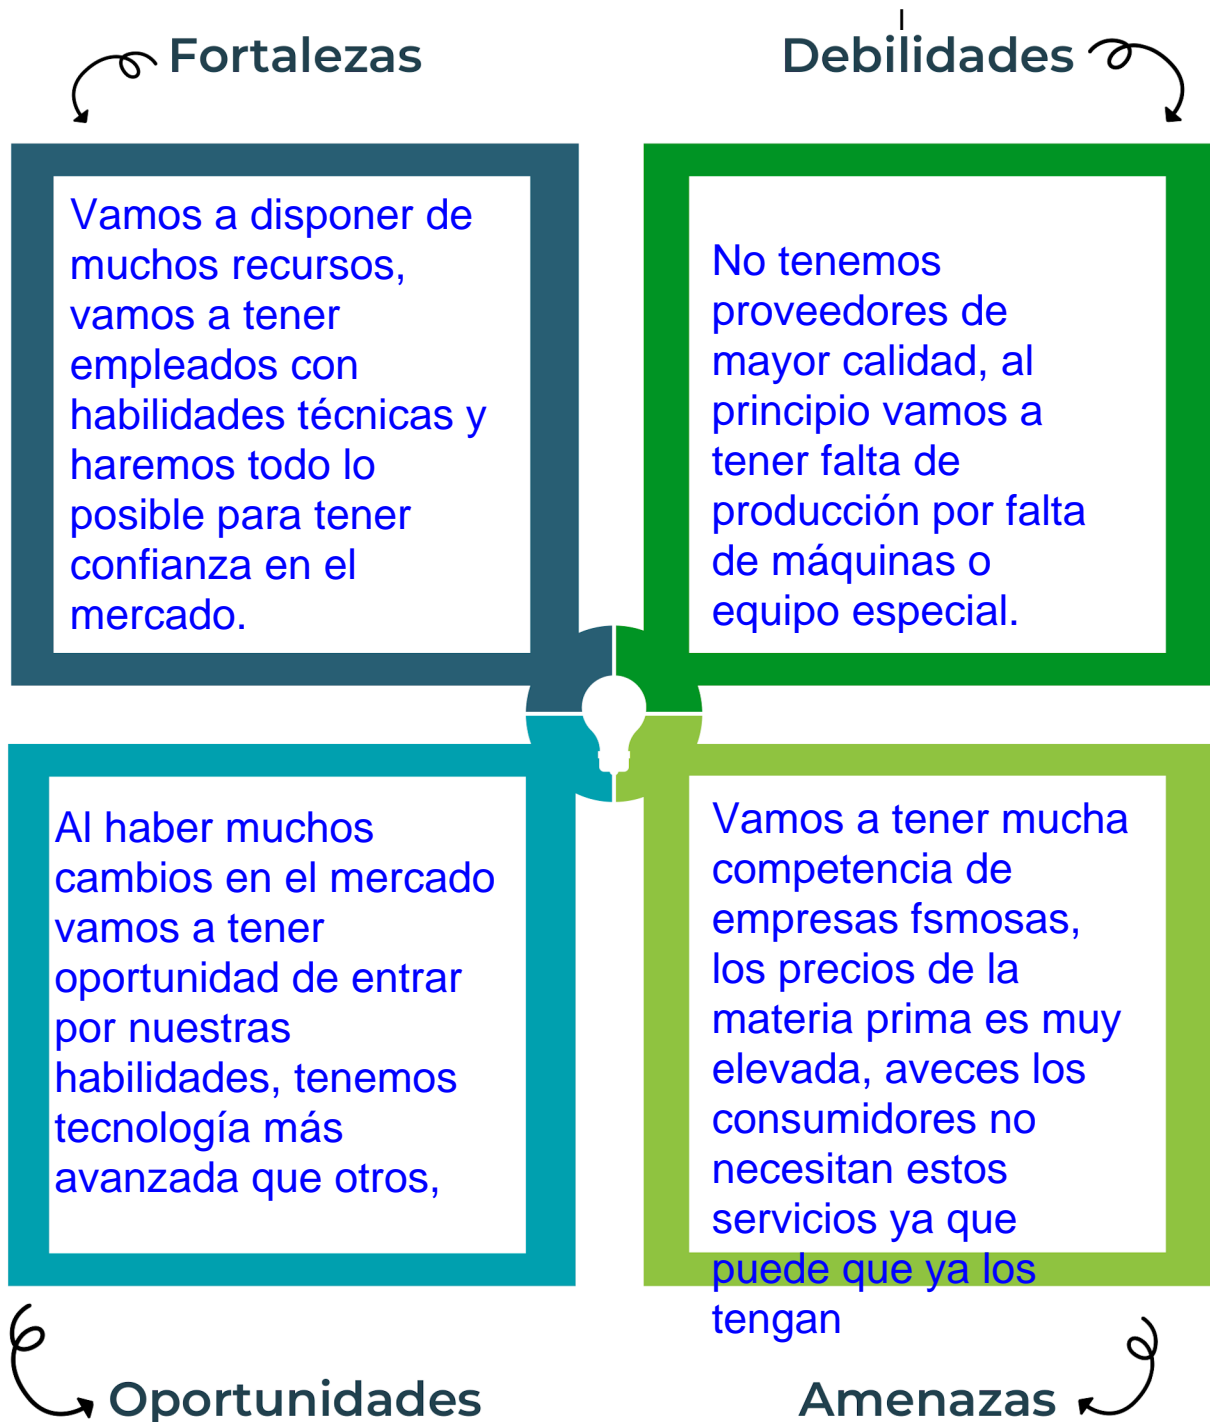 Fortalezas
Vamos a disponer de
muchos recursos,
vamos a tener
empleados con
habilidades técnicas y
haremos todo lo
posible para tener
confianza en el
mercado.
Debilidades
No tenemos
proveedores de
mayor calidad, al
principio vamos a
tener falta de
producción por falta
de máquinas o
equipo especial.
Al haber muchos
cambios en el mercado
vamos a tener
oportunidad de entrar
por nuestras
habilidades, tenemos
tecnología más
avanzada que otros,
Oportunidades
Vamos a tener mucha
competencia de
empresas fsmosas,
los precios de la
materia prima es muy
elevada, aveces los
consumidores no
necesitan estos
servicios ya que
puede que ya los
tengan
Amenazas